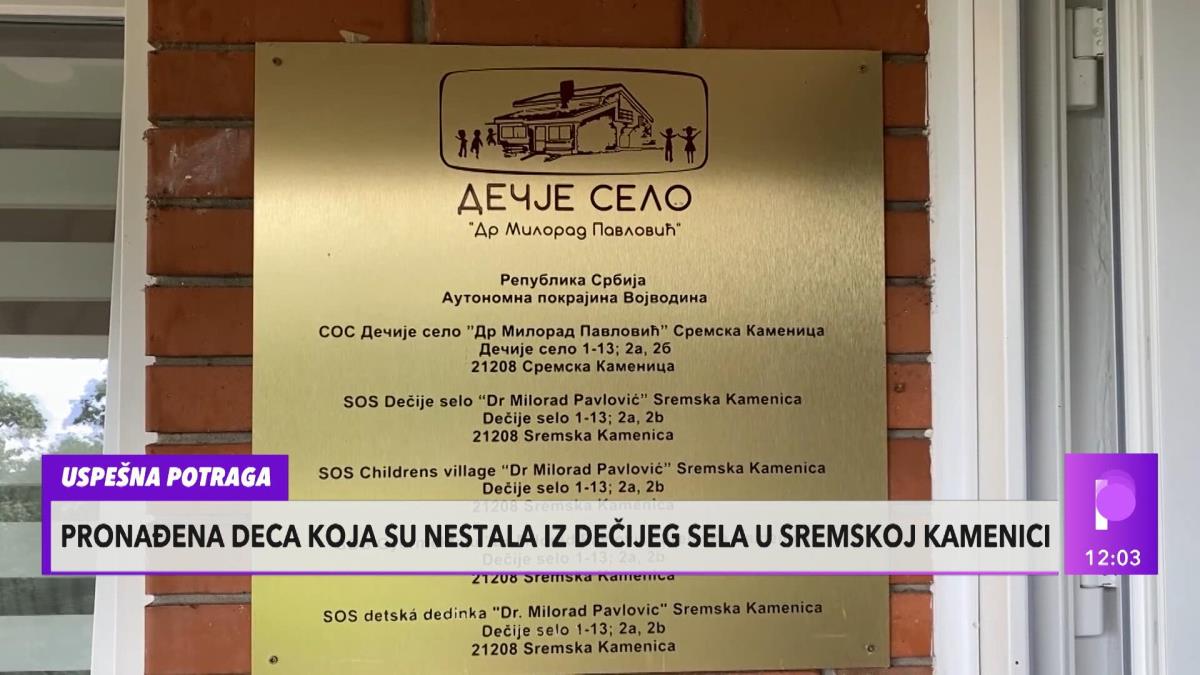 ДЕЧЈЕ СЕЛО
"Др Милорад Павловић"
Република Србија
Аутономна покрајина Војводина
СОС Дечије село "Др Милорад Павловић" Сремска Каменица
Дечије село 1-13; 2а, 2б
21208 Сремска Каменица
SOS Dečije selo “Dr Milorad Pavlović” Sremska Kamenica
Dečije selo 1-13; 2a, 2b
21208 Sremska Kamenica
SOS Childrens village “Dr Milorad Pavlović” Sremska Kamenica
Dečije selo 1-13; 2a, 2b
21208 Sremska Kamenica
USPEŠNA POTRAGA
PRONAĐENA DECA KOJA SU NESTALA IZ DEČIJEG SELA U SREMSKOJ KAMENICI
12:03
Dečije selo 1-13; 2a, 2b
21208 Sremska Kamenica
SOS detská dedinka "Dr. Milorad Pavlovic" Sremska Kamenica
Dečije selo 1-13; 2a, 2b
21208 Sremska Kamenica